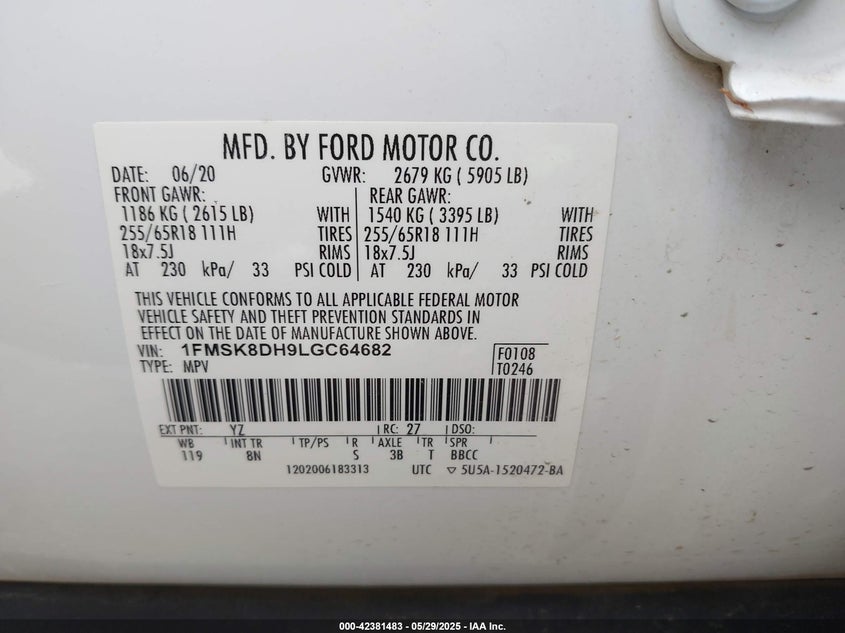 MFD. BY FORD MOTOR CO.
DATE: 06/20 GVWR: 2679 KG ( 5905 LB)
FRONT GAWR: REAR GAWR:
1186 KG ( 2615 LB) WITH 1540 KG ( 3395 LB) WITH
255/65R18 111H TIRES 255/65R18 111H TIRES
18x7.5J RIMS 18x7.5J RIMS
AT 230 kPa/ 33 PSI COLD AT 230 kPa/ 33 PSI COLD
THIS VEHICLE CONFORMS TO ALL APPLICABLE FEDERAL MOTOR
VEHICLE SAFETY AND THEFT PREVENTION STANDARDS IN
EFFECT ON THE DATE OF MANUFACTURE SHOWN ABOVE.
VIN: 1FMSK8DH9LGC64682 F0108
TYPE: MPV T0246
EXT PNT: YZ RC: 27 DSO:
WB INT TR TP/PS R AXLE TR SPR
119 8N S 3B T BBCC
1202006183313 UTC ▽ 5U5A-1520472-BA
000-42381483 - 05/29/2025 - IAA Inc.